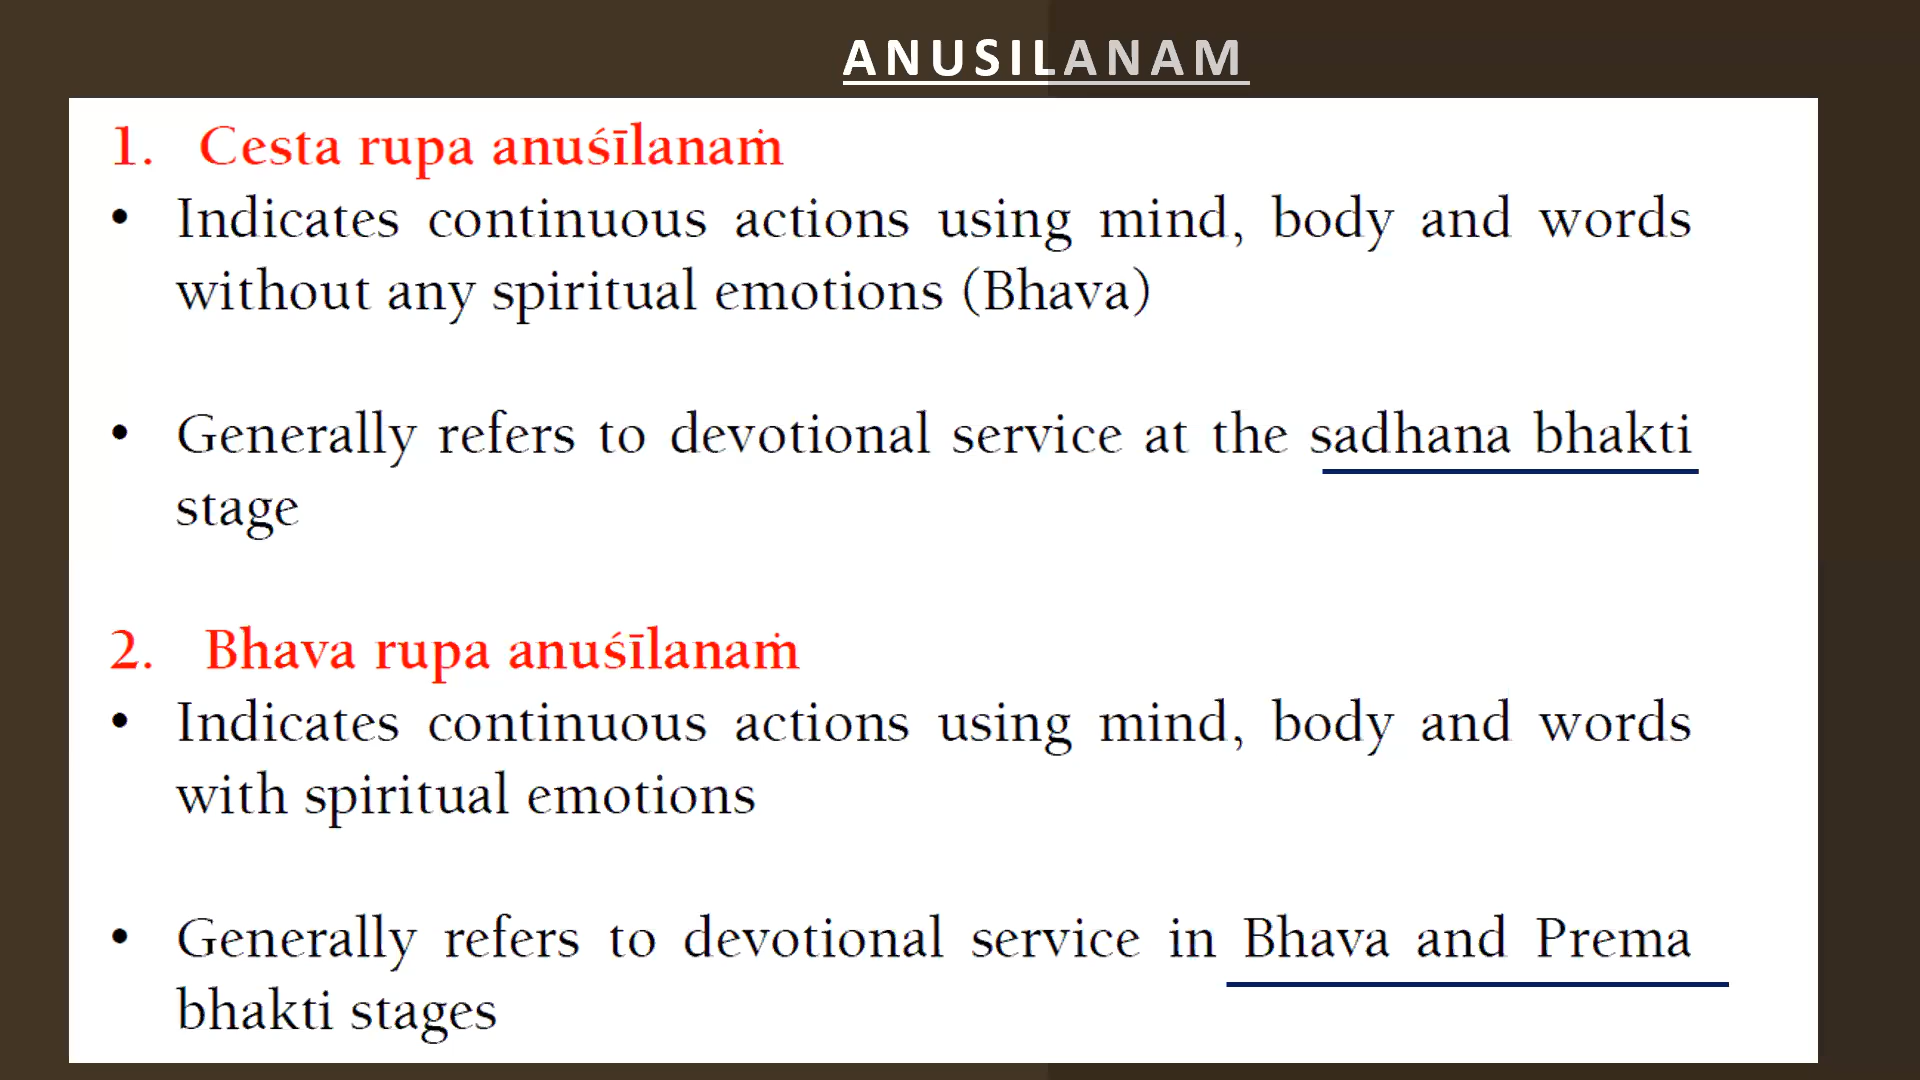 ANUSILANAM
1. Cesta rupa anuśīlanaṁ
• Indicates continuous actions using mind, body and words
without any spiritual emotions (Bhava)
• Generally refers to devotional service at the sadhana bhakti
stage
2. Bhava rupa anuśīlanaṁ
• Indicates continuous actions using mind, body and words
with spiritual emotions
• Generally refers to devotional service in Bhava and Prema
bhakti stages